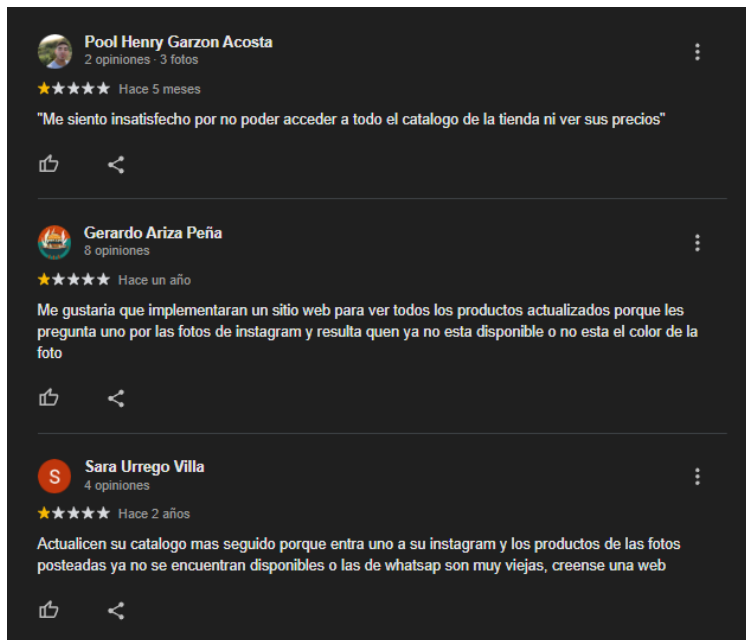 Pool Henry Garzon Acosta
2 opiniones · 3 fotos
Hace 5 meses
"Me siento insatisfecho por no poder acceder a todo el catalogo de la tienda ni ver sus precios"
Gerardo Ariza Peña
8 opiniones
Hace un año
Me gustaria que implementaran un sitio web para ver todos los productos actualizados porque les
pregunta uno por las fotos de instagram y resulta quen ya no esta disponible o no esta el color de la
foto
S
Sara Urrego Villa
4 opiniones
Hace 2 años
Actualicen su catalogo mas seguido porque entra uno a su instagram y los productos de las fotos
posteadas ya no se encuentran disponibles o las de whatsap son muy viejas, creense una web